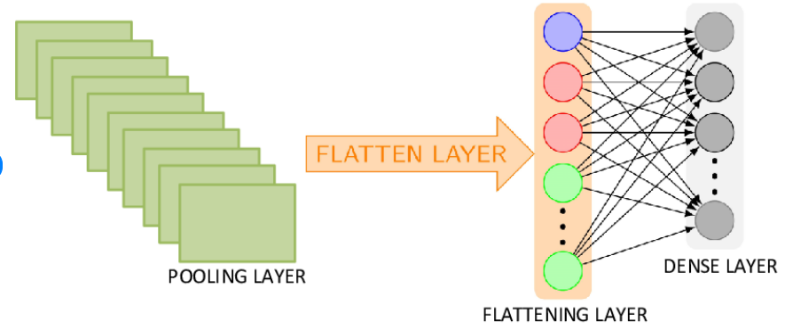 FLATTEN LAYER
POOLING LAYER
DENSE LAYER
FLATTENING LAYER